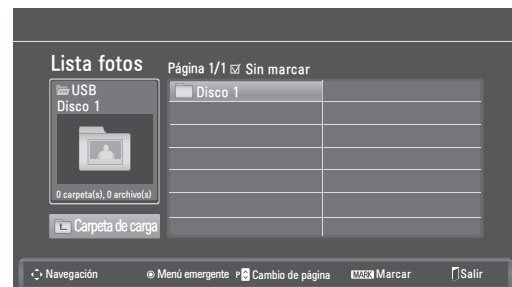 Lista fotos
Página 1/1 Sin marcar
USB
Disco 1
Disco 1
0 carpeta(s), 0 archivo(s)
Carpeta de carga
Navegación Menú emergente P Cambio de página MARK Marcar Salir